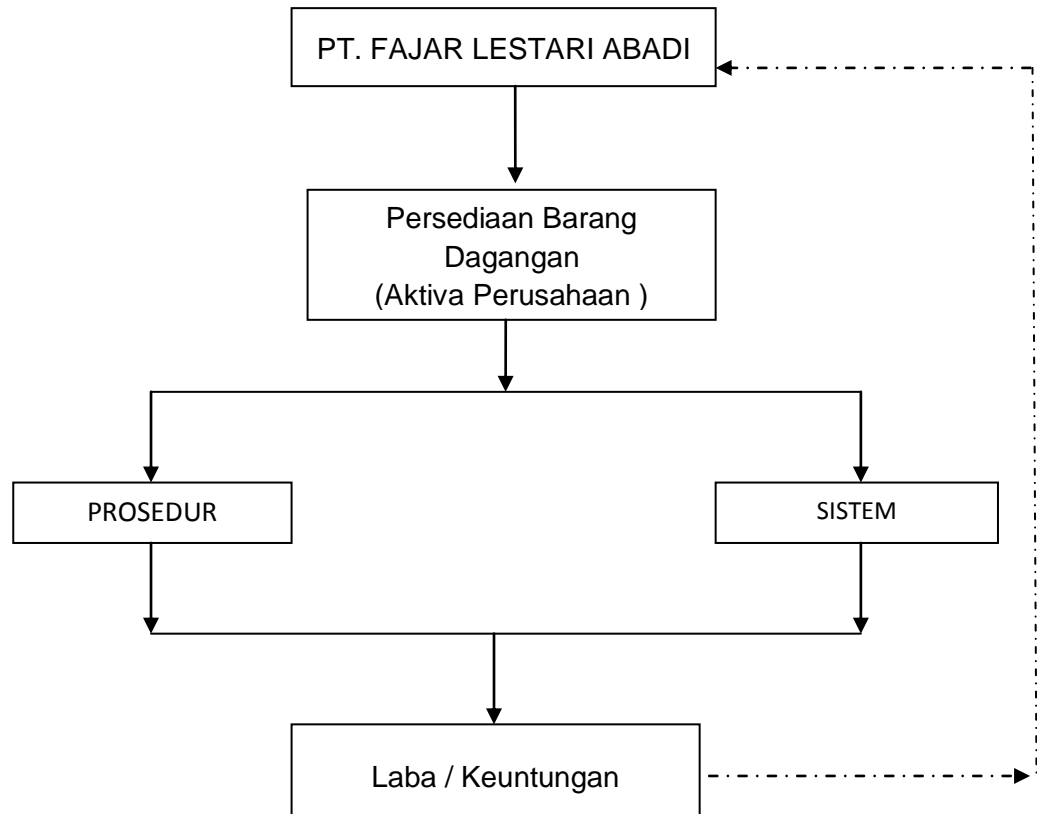 PT. FAJAR LESTARI ABADI
Persediaan Barang
Dagangan
(Aktiva Perusahaan )
PROSEDUR
SISTEM
Laba / Keuntungan